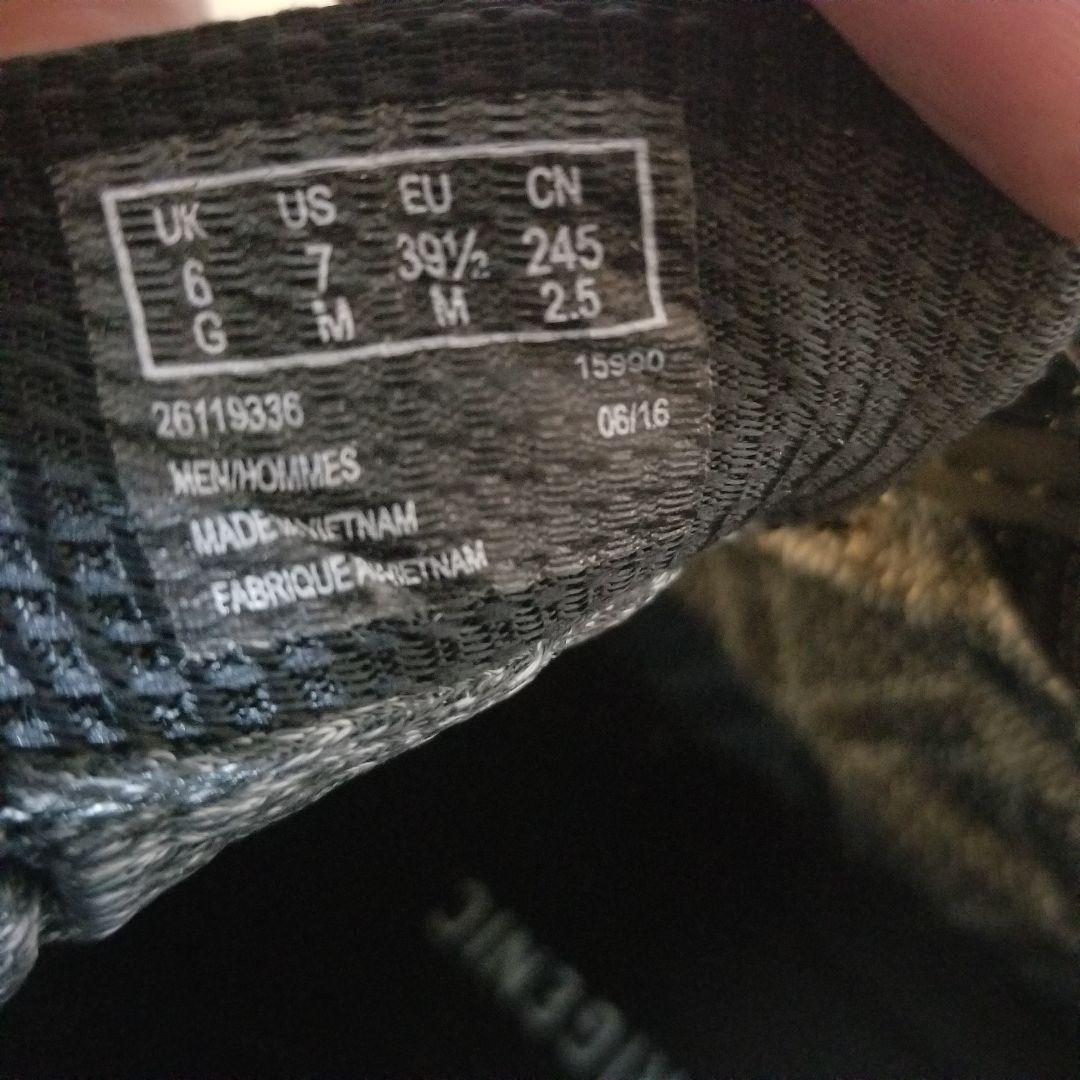 UK US EU CN
6 7 39½ 245
G M M 2.5
15990
26119336 06/16
MEN/HOMMES
MADE IN VIETNAM
FABRIQUE AU VIETNAM